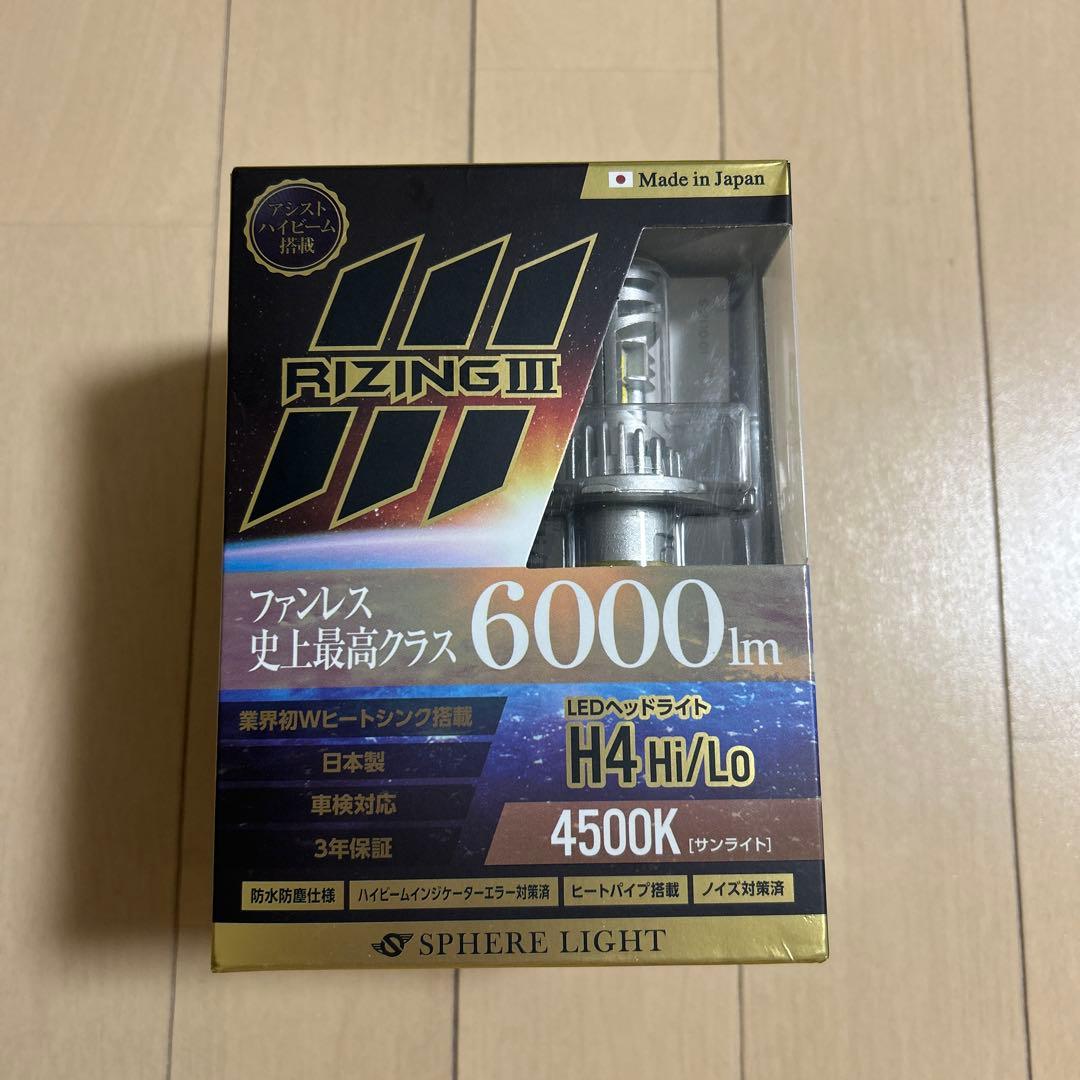 アシスト
ハイビーム
搭載
Made in Japan
RIZING III
ファンレス
史上最高クラス
6000lm
業界初Wヒートシンク搭載
日本製
車検対応
3年保証
LEDヘッドライト
H4 Hi/Lo
4500K [サンライト]
防水防塵仕様
ハイビームインジケーターエラー対策済
ヒートパイプ搭載
ノイズ対策済
SPHERE LIGHT